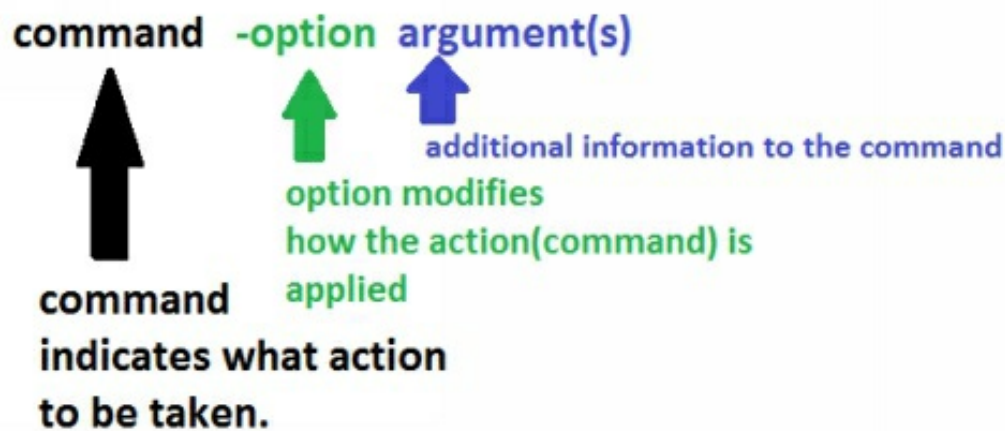 command -option argument(s)
additional information to the command
option modifies
how the action(command) is
applied
command
indicates what action
to be taken.